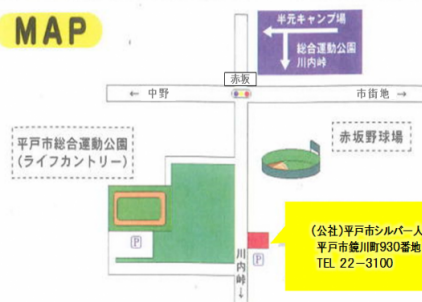 MAP
半元キャンプ場
総合運動公園
川内峠
赤坂
← 中野
市街地 →
平戸市総合運動公園
(ライフカントリー)
赤坂野球場
P
川内峠↓
P
(公社)平戸市シルバー人
平戸市鏡川町930番地
TEL 22－3100